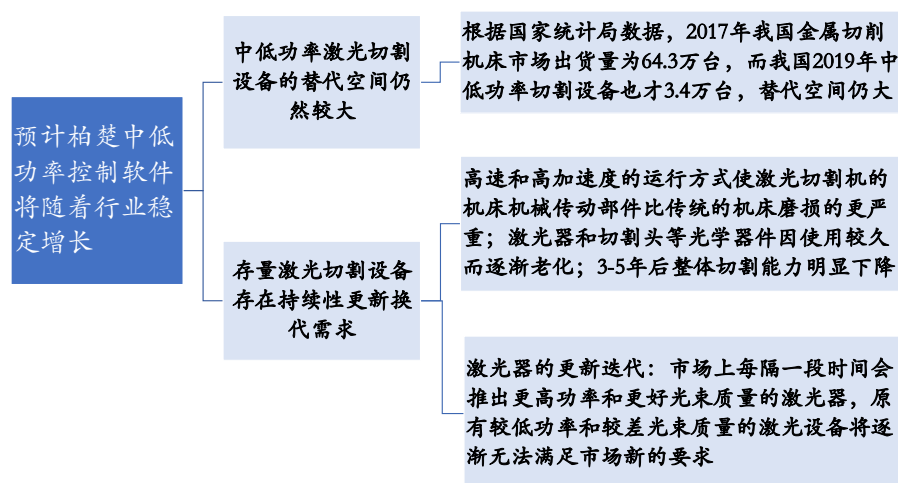 预计柏楚中低
功率控制软件
将随着行业稳
定增长
中低功率激光切割
设备的替代空间仍
然较大
根据国家统计局数据，2017年我国金属切削
机床市场出货量为64.3万台，而我国2019年中
低功率切割设备也才3.4万台，替代空间仍大
存量激光切割设备
存在持续性更新换
代需求
高速和高加速度的运行方式使激光切割机的
机床机械传动部件比传统的机床磨损的更严
重；激光器和切割头等光学器件因使用较久
而逐渐老化；3-5年后整体切割能力明显下降
激光器的更新迭代：市场上每隔一段时间会
推出更高功率和更好光束质量的激光器，原
有较低功率和较差光束质量的激光设备将逐
渐无法满足市场新的要求